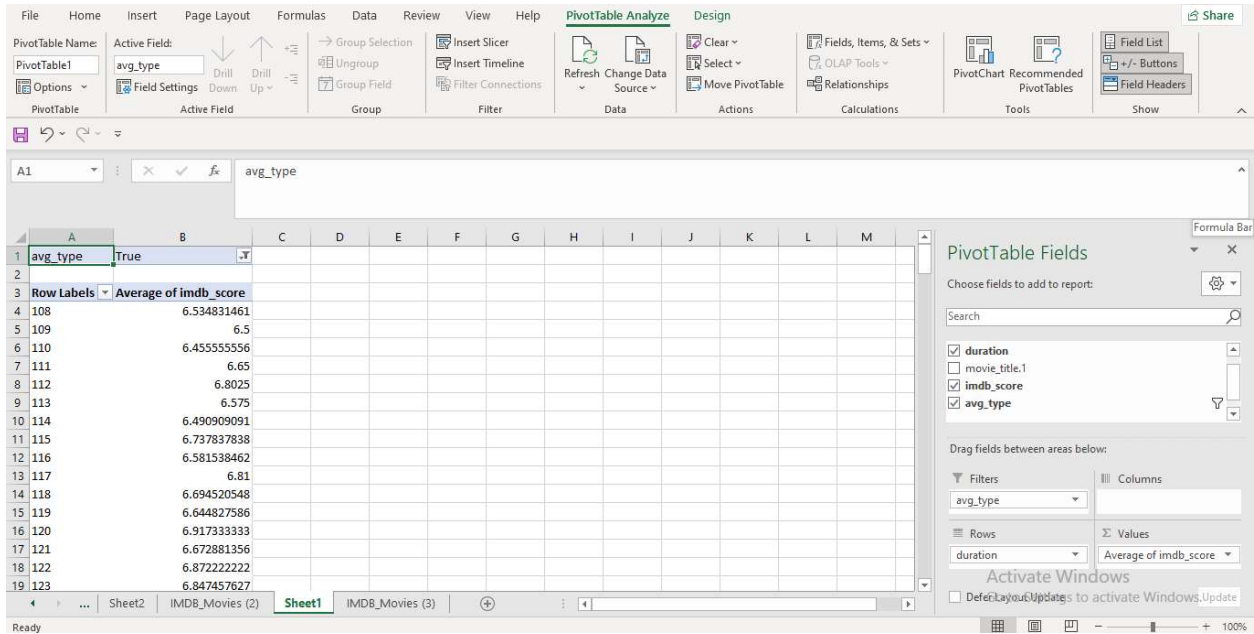 File Home Insert Page Layout Formulas Data Review View Help PivotTable Analyze Design Share
PivotTable Name: Active Field: Group Selection Insert Slicer Clear Fields, Items, & Sets Field List
PivotTable1 avg_type Ungroup Insert Timeline Refresh Change Data Source Select OLAP Tools PivotChart Recommended PivotTables +/- Buttons
Options Field Settings Drill Down Drill Up Group Field Filter Connections Move PivotTable Relationships Field Headers
PivotTable Active Field Group Filter Data Actions Calculations Tools Show
A1 fx avg_type
Formula Bar
A B C D E F G H I J K L M
1 avg_type True
2
3 Row Labels Average of imdb_score
4 108 6.534831461
5 109 6.5
6 110 6.455555556
7 111 6.65
8 112 6.8025
9 113 6.575
10 114 6.490909091
11 115 6.737837838
12 116 6.581538462
13 117 6.81
14 118 6.694520548
15 119 6.644827586
16 120 6.917333333
17 121 6.672881356
18 122 6.872222222
19 123 6.847457627
PivotTable Fields
Choose fields to add to report:
Search
duration
movie_title.1
imdb_score
avg_type
Drag fields between areas below:
Filters Columns
avg_type
Rows Σ Values
duration Average of imdb_score
Activate Windows
Defer Layout Update
to activate Windows.
Update
... Sheet2 IMDB_Movies (2) Sheet1 IMDB_Movies (3)
Ready 100%